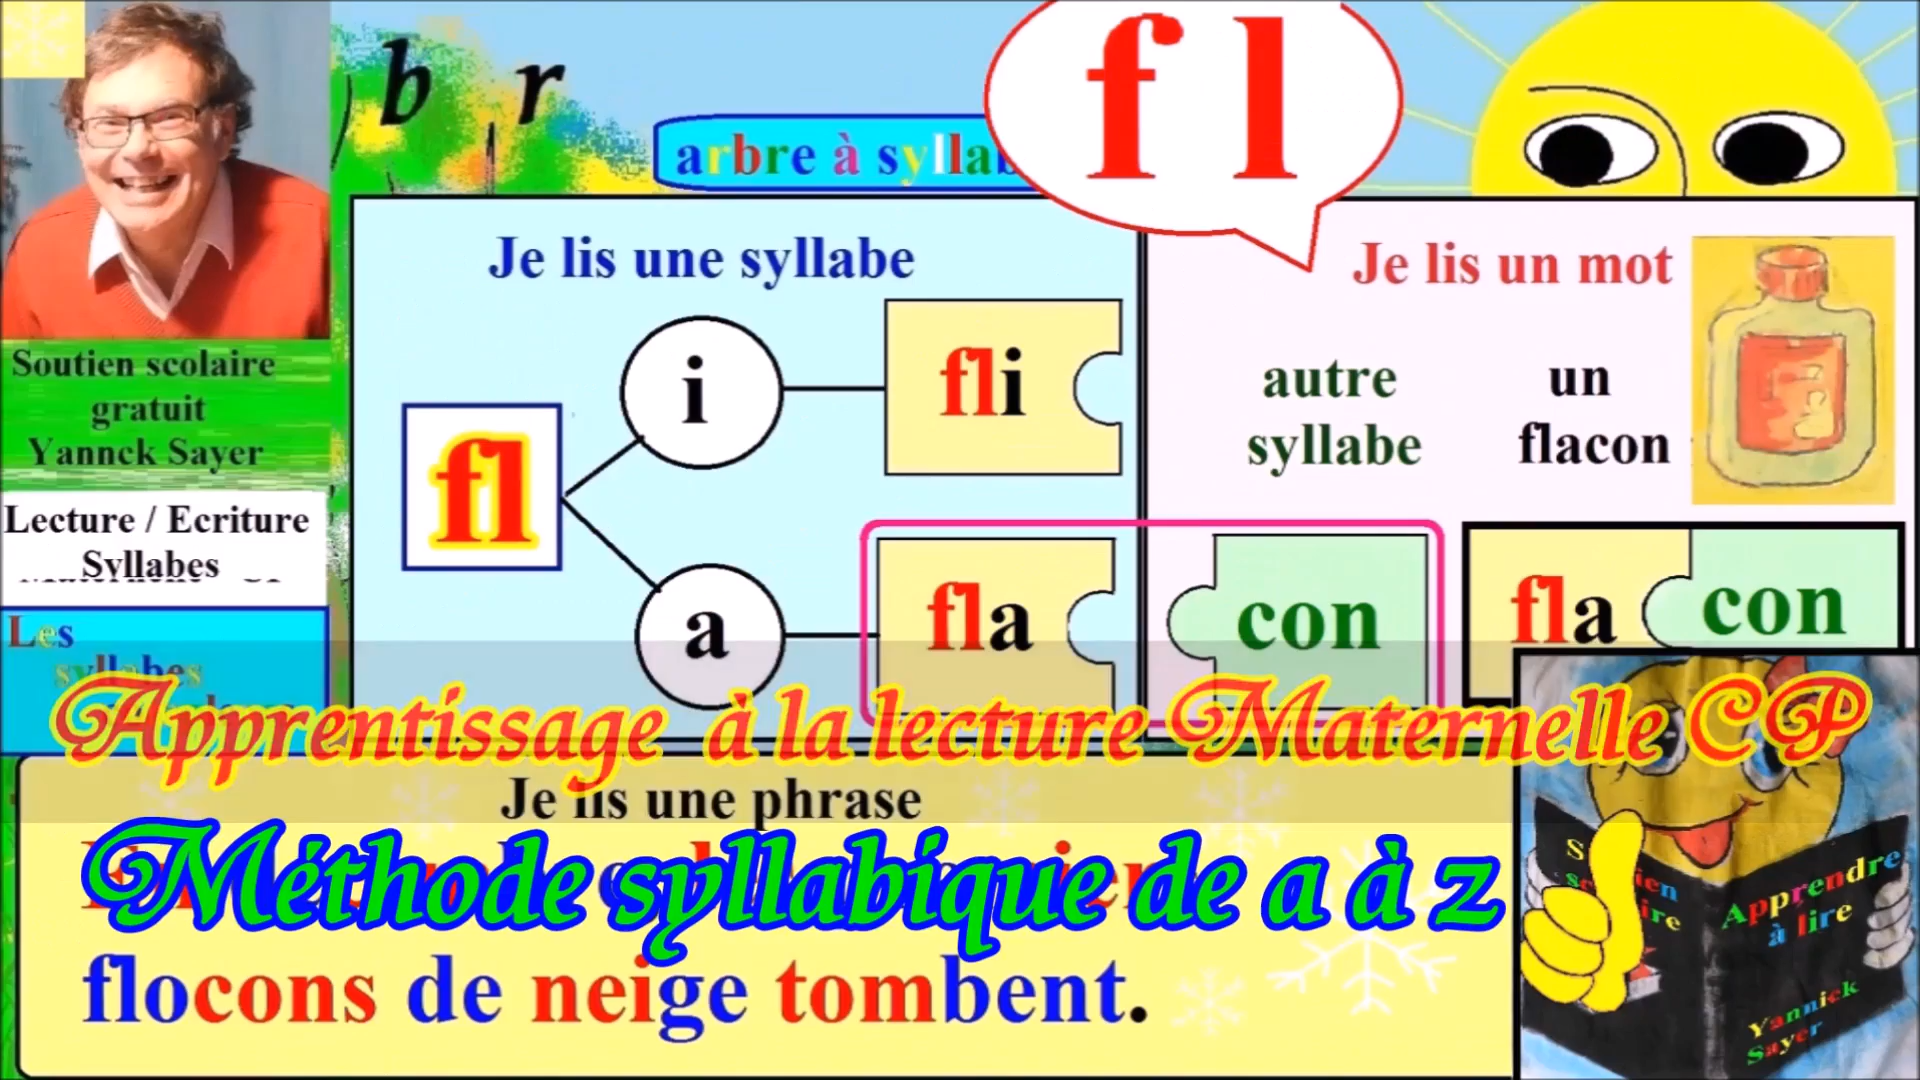 b r
f l
arbre à syllab
Je lis une syllabe
Je lis un mot
i
fli
fl
autre
syllabe
un
flacon
a
fla
con
fla
con
Soutien scolaire
gratuit
Yannck Sayer
Lecture / Ecriture
Syllabes
Les
syllabes
Apprentissage à la lecture Maternelle CP
Je lis une phrase
Méthode syllabique de a à z
flocons de neige tombent.
Apprendre
à lire
Yannick
Sayer